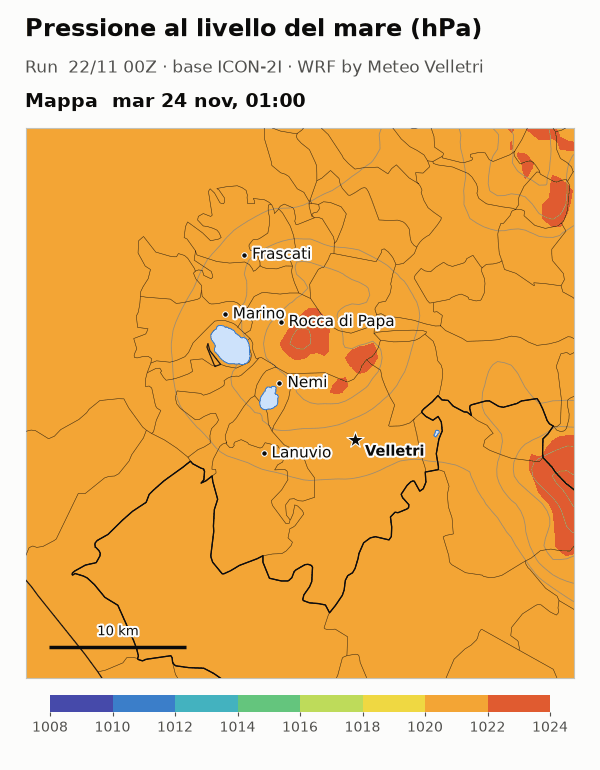 Pressione al livello del mare (hPa)
Run  22/11 00Z · base ICON-2I · WRF by Meteo Velletri
Mappa  mar 24 nov, 01:00
Frascati
Marino
Rocca di Papa
Nemi
Velletri
Lanuvio
10 km
1008 1010 1012 1014 1016 1018 1020 1022 1024